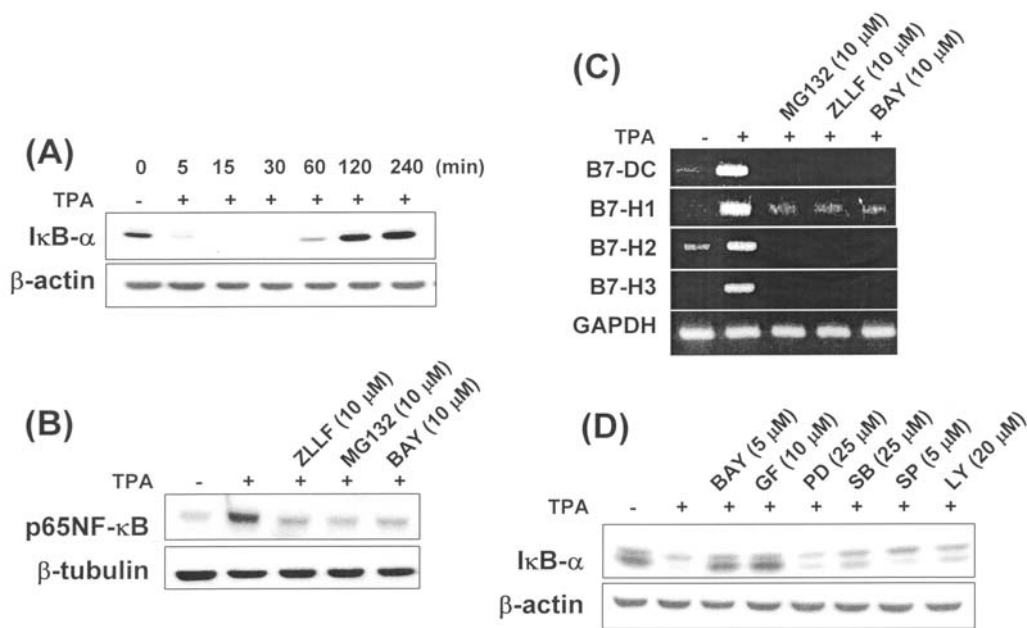 (A)
0 5 15 30 60 120 240 (min)
TPA - + + + + + +
IκB-α
β-actin
(B)
ZLLF (10 μM)
MG132 (10 μM)
BAY (10 μM)
TPA - + + + +
p65NF-κB
β-tubulin
(C)
MG132 (10 μM)
ZLLF (10 μM)
BAY (10 μM)
TPA - + + + +
B7-DC
B7-H1
B7-H2
B7-H3
GAPDH
(D)
BAY (5 μM)
GF (10 μM)
PD (25 μM)
SB (25 μM)
SP (5 μM)
LY (20 μM)
TPA - + + + + + + +
IκB-α
β-actin